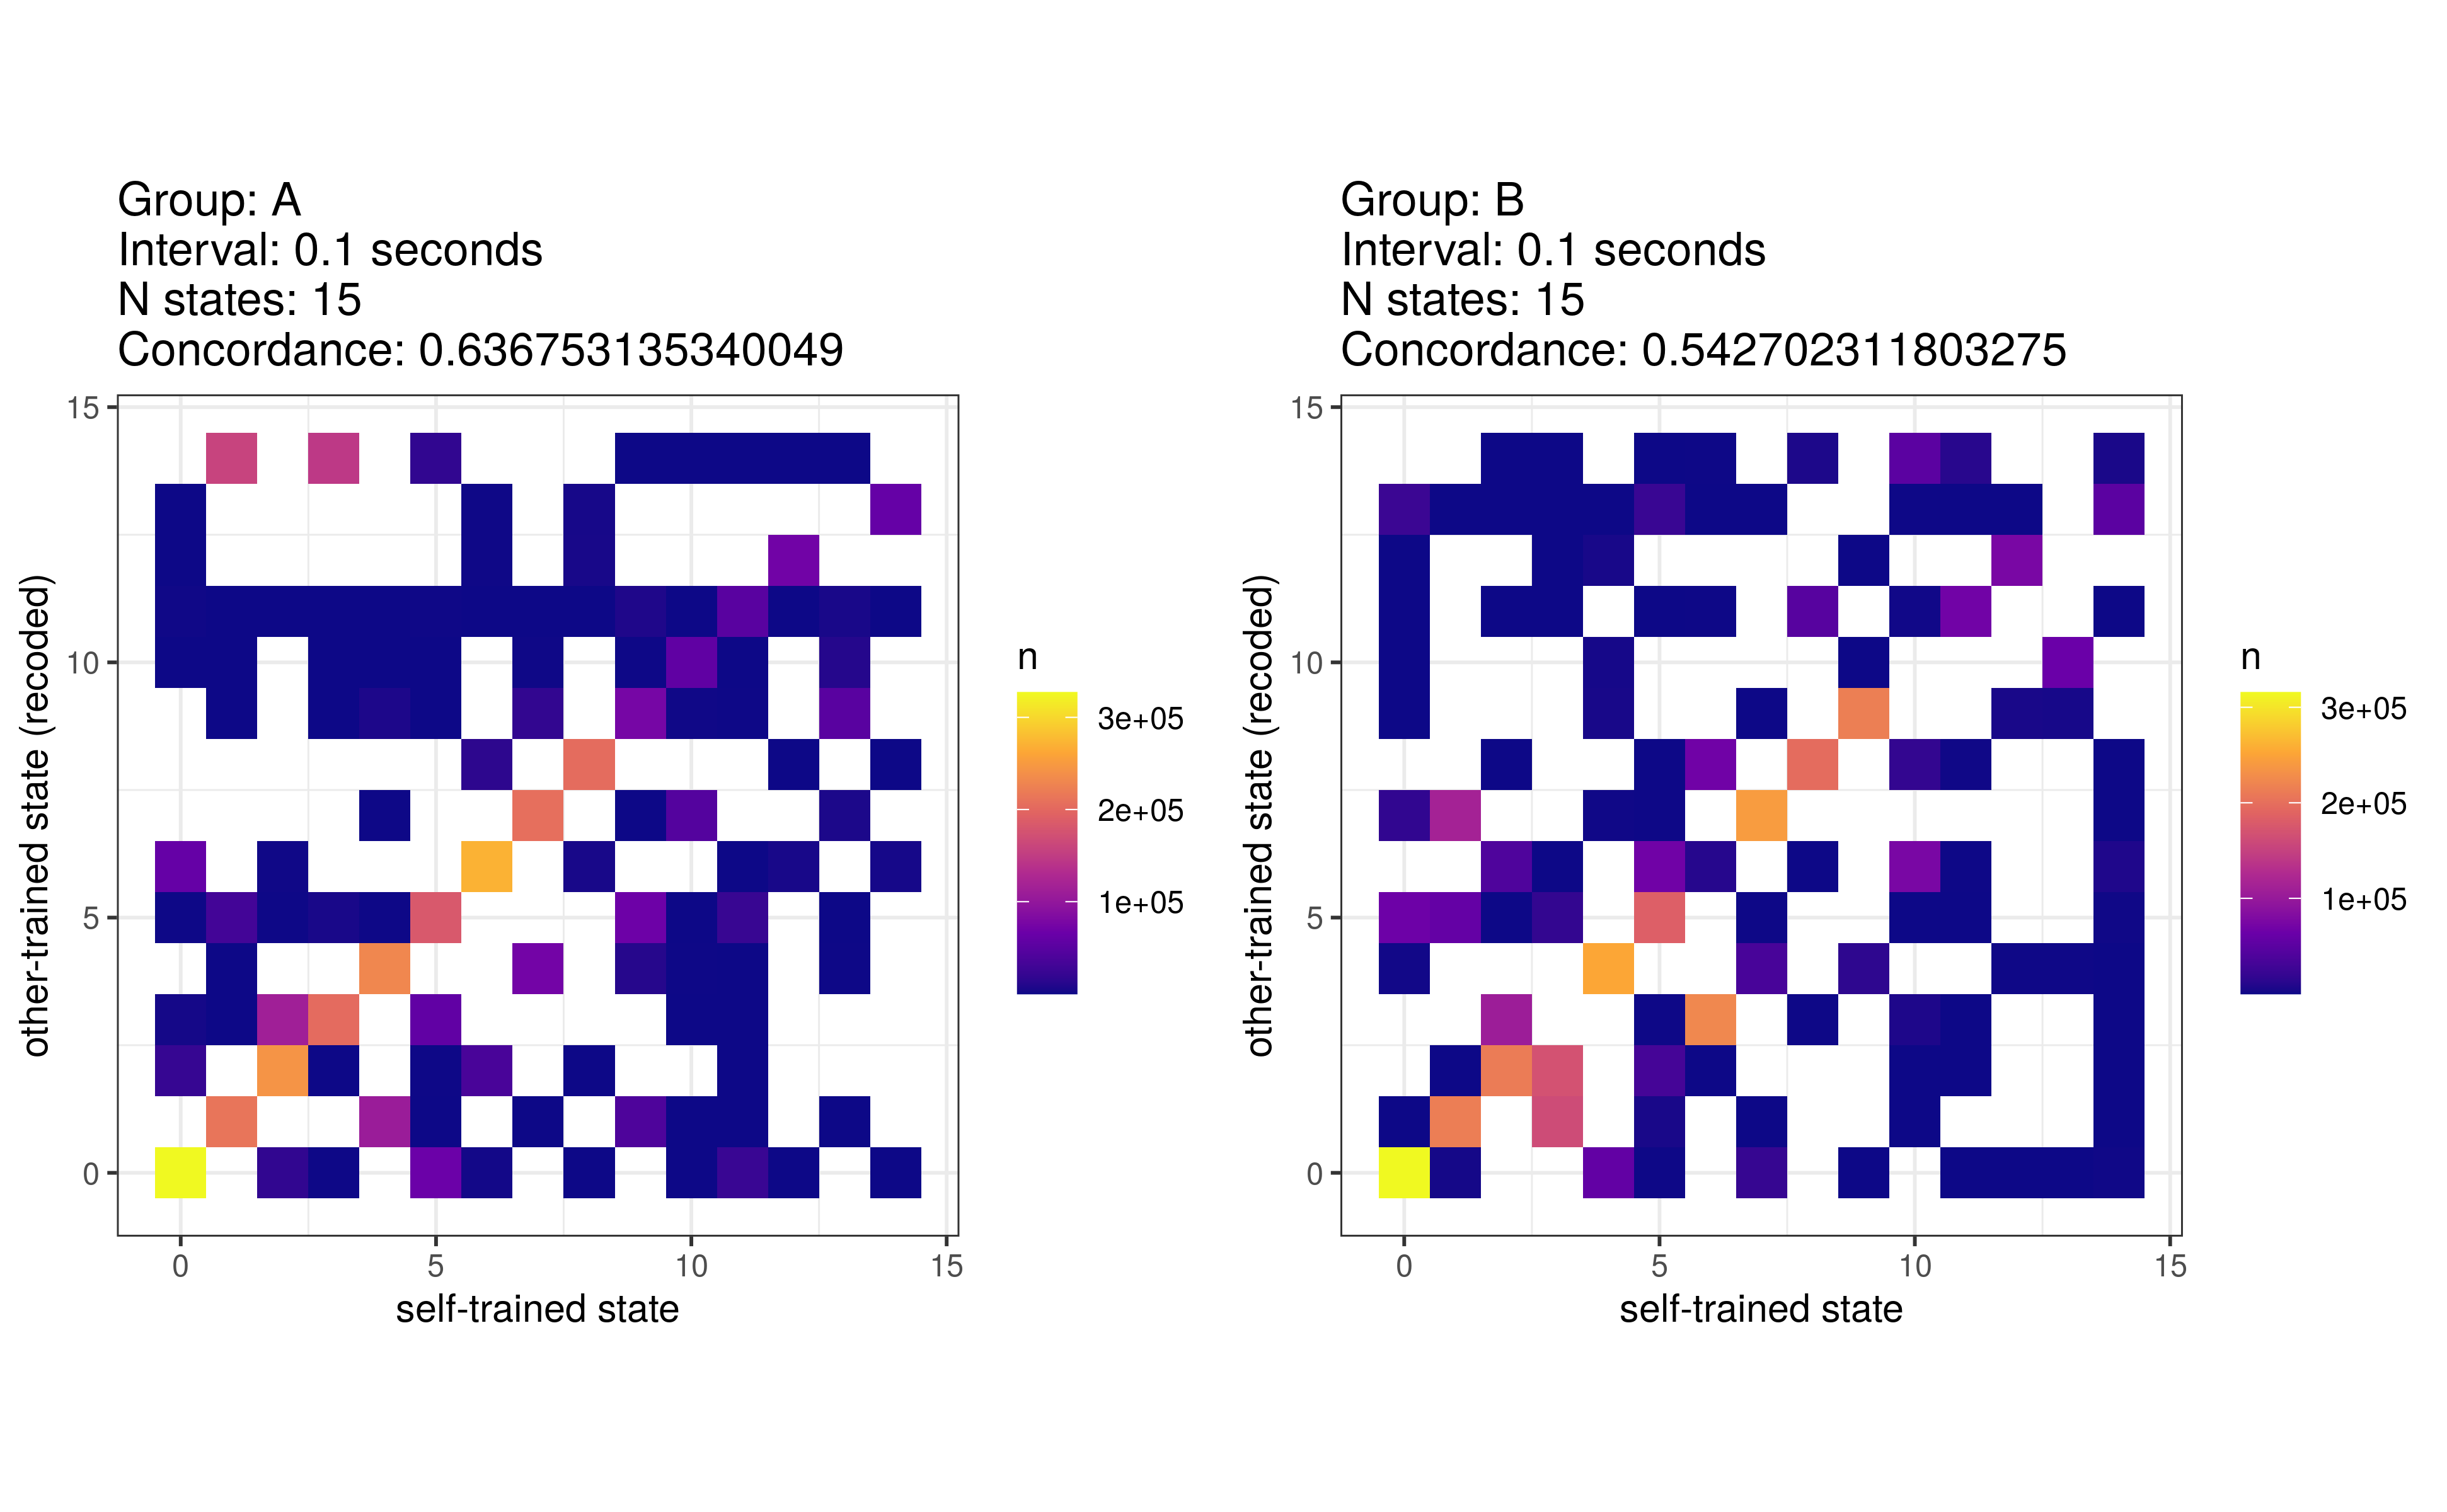 Group: A
Interval: 0.1 seconds
N states: 15
Concordance: 0.636753135340049
15
10
5
0
other-trained state (recoded)
0 5 10 15
self-trained state
n
3e+05
2e+05
1e+05
Group: B
Interval: 0.1 seconds
N states: 15
Concordance: 0.542702311803275
15
10
5
0
other-trained state (recoded)
0 5 10 15
self-trained state
n
3e+05
2e+05
1e+05